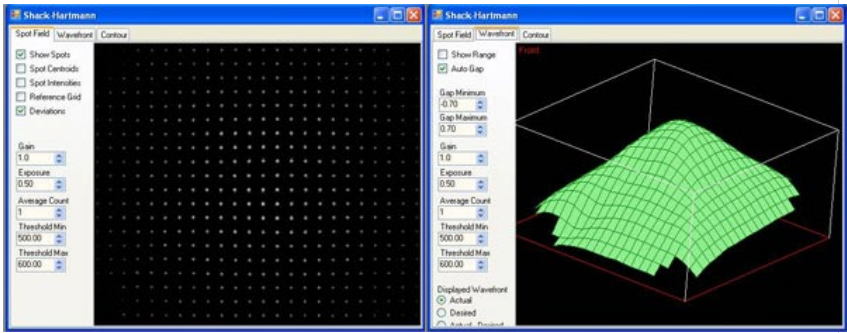 Shack-Hartmann
Spot Field Wavefront Contour
Show Spots
Spot Centroids
Spot Intensities
Reference Grid
Deviations
Gain
1.0
Exposure
0.50
Average Count
1
Threshold Min
500.00
Threshold Max
600.00
Shack-Hartmann
Spot Field Wavefront Contour
Show Range
Auto Gap
Gap Minimum
-0.70
Gap Maximum
0.70
Gain
1.0
Exposure
0.50
Average Count
1
Threshold Min
500.00
Threshold Max
600.00
Displayed Wavefront
Actual
Desired
Actual - Desired
Front